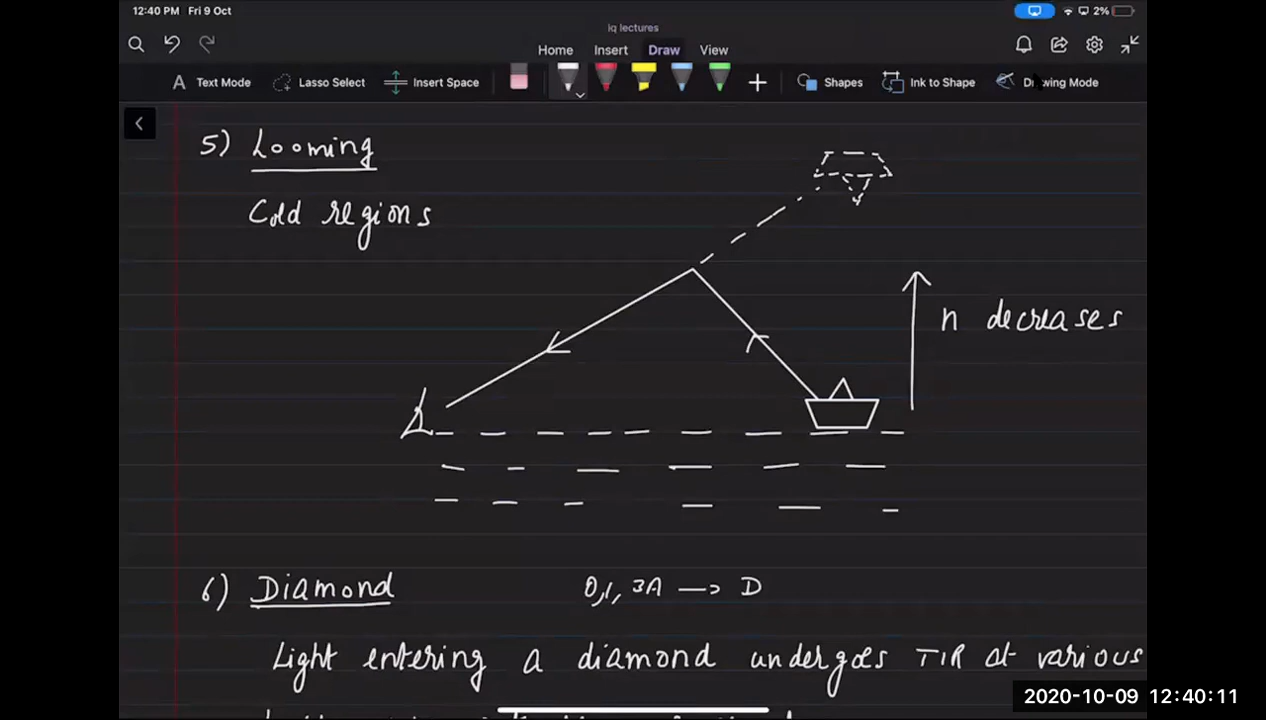 12:40 PM Fri 9 Oct
2%
iq lectures
Home Insert Draw View
Text Mode Lasso Select Insert Space Shapes Ink to Shape Drawing Mode
5) Looming
Cold regions
n decreases
6) Diamond 0,1, 3A → D
Light entering a diamond undergoes TIR at various
2020-10-09 12:40:11